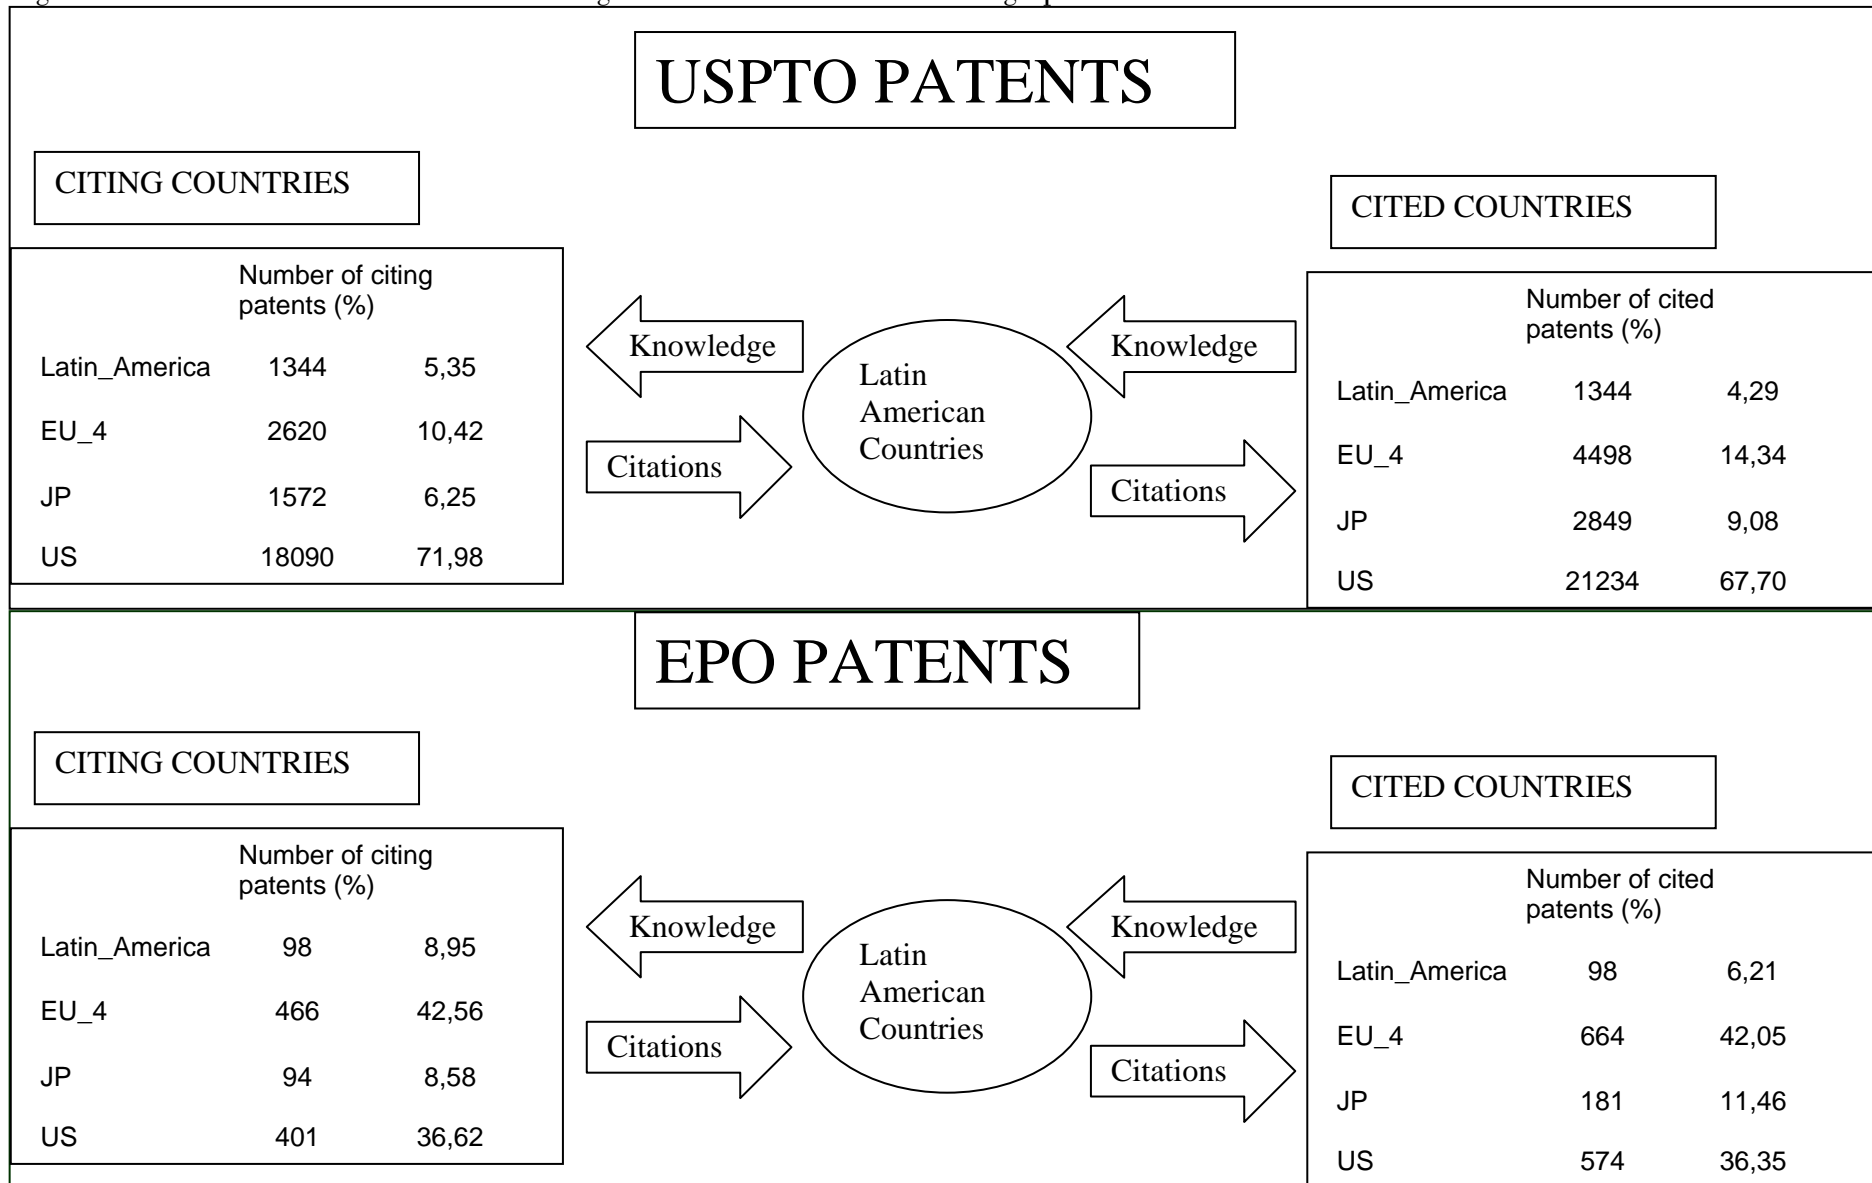 USPTO PATENTS
CITING COUNTRIES
Number of citing
patents (%)
Latin_America 1344 5,35
EU_4 2620 10,42
JP 1572 6,25
US 18090 71,98
Knowledge
Citations
Latin
American
Countries
Knowledge
Citations
CITED COUNTRIES
Number of cited
patents (%)
Latin_America 1344 4,29
EU_4 4498 14,34
JP 2849 9,08
US 21234 67,70
EPO PATENTS
CITING COUNTRIES
Number of citing
patents (%)
Latin_America 98 8,95
EU_4 466 42,56
JP 94 8,58
US 401 36,62
Knowledge
Citations
Latin
American
Countries
Knowledge
Citations
CITED COUNTRIES
Number of cited
patents (%)
Latin_America 98 6,21
EU_4 664 42,05
JP 181 11,46
US 574 36,35